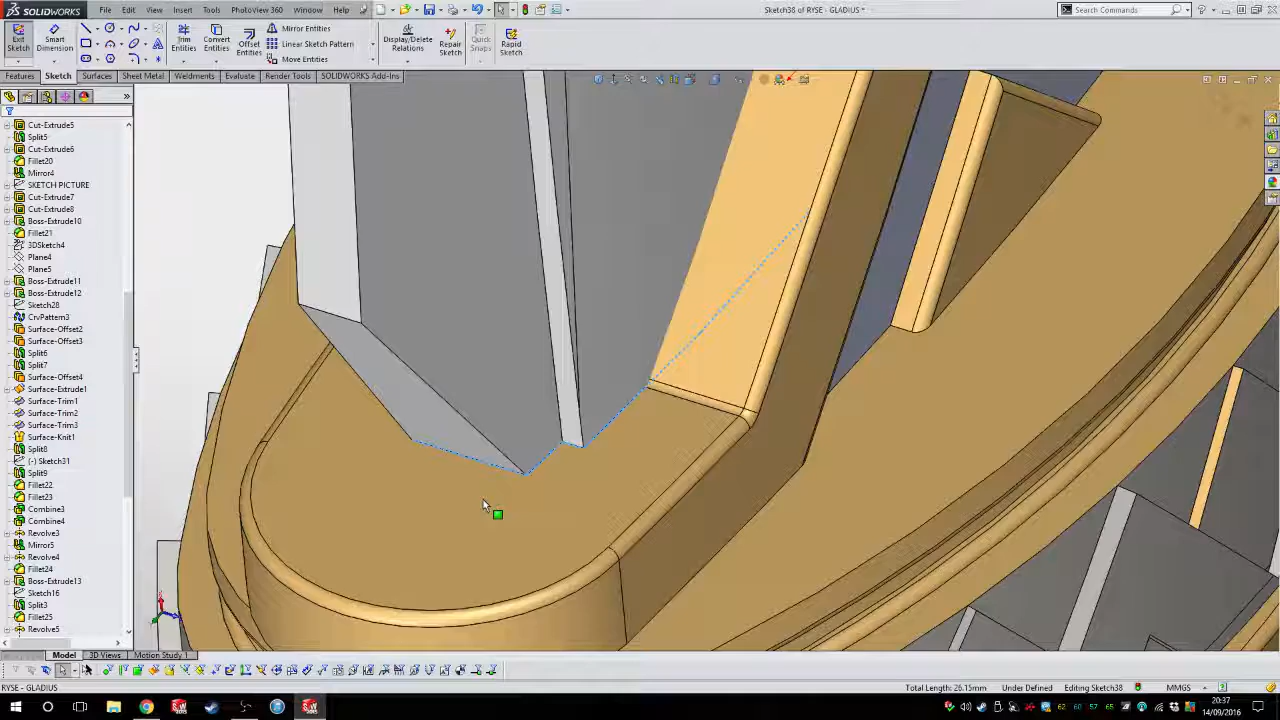 SOLIDWORKS
File Edit View Insert Tools PhotoView 360 Window Help
Sketch38 of RYSE - GLADIUS *
Search Commands
Exit Sketch
Smart Dimension
Trim Entities
Convert Entities
Offset Entities
Mirror Entities
Linear Sketch Pattern
Move Entities
Display/Delete Relations
Repair Sketch
Quick Snaps
Rapid Sketch
Features Sketch Surfaces Sheet Metal Weldments Evaluate Render Tools SOLIDWORKS Add-Ins
Cut-Extrude5
Split5
Cut-Extrude6
Fillet20
Mirror4
SKETCH PICTURE
Cut-Extrude7
Cut-Extrude8
Boss-Extrude10
Fillet21
3DSketch4
Plane4
Plane5
Boss-Extrude11
Boss-Extrude12
Sketch28
CrvPattern3
Surface-Offset2
Surface-Offset3
Split6
Split7
Surface-Offset4
Surface-Extrude1
Surface-Trim1
Surface-Trim2
Surface-Trim3
Surface-Knit1
Split8
(-) Sketch31
Split9
Fillet22
Fillet23
Combine3
Combine4
Revolve3
Mirror5
Revolve4
Fillet24
Boss-Extrude13
Sketch16
Split3
Fillet25
Revolve5
Model 3D Views Motion Study 1
RYSE - GLADIUS
Total Length: 26.15mm Under Defined Editing Sketch38 MMGS
62 60 57 65
20:37
14/09/2016